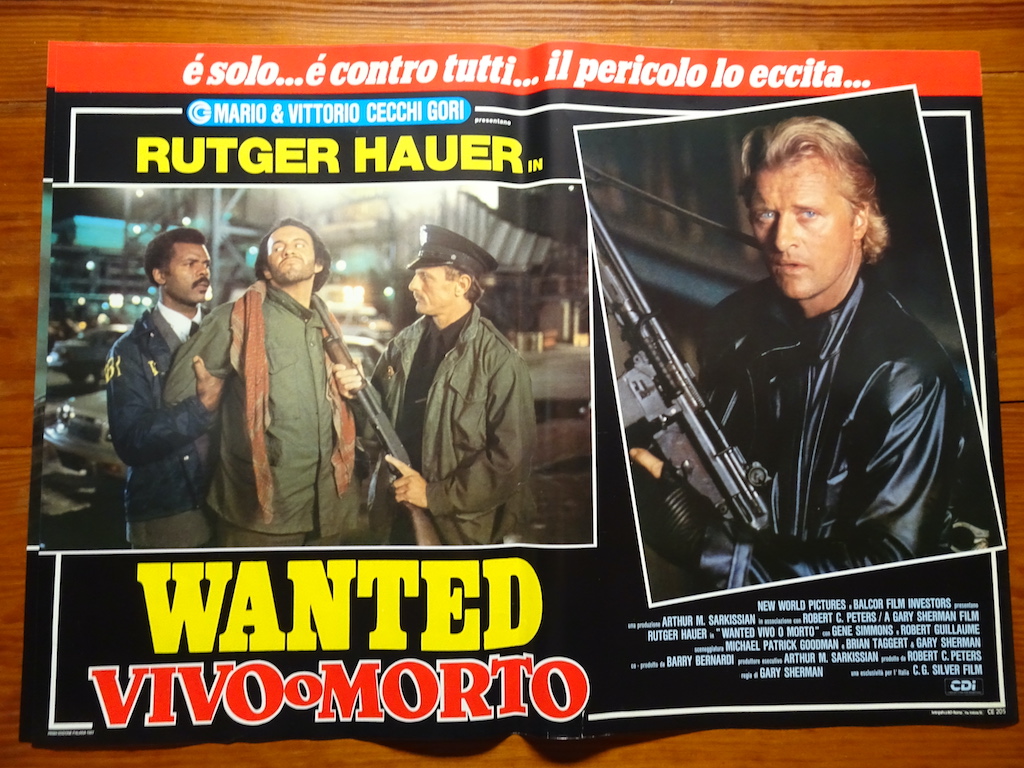 é solo...é contro tutti... il pericolo lo eccita...
MARIO & VITTORIO CECCHI GORI
presentano
RUTGER HAUER IN
WANTED
VIVO O MORTO
NEW WORLD PICTURES e BALCOR FILM INVESTORS presentano
una produzione ARTHUR M. SARKISSIAN in associazione con ROBERT C. PETERS / A GARY SHERMAN FILM
RUTGER HAUER in "WANTED VIVO O MORTO" con GENE SIMMONS e ROBERT GUILLAUME
sceneggiatura MICHAEL PATRICK GOODMAN e BRIAN TAGGERT & GARY SHERMAN
co-prodotto da BARRY BERNARDI produttore esecutivo ARTHUR M. SARKISSIAN prodotto da ROBERT C. PETERS
regia di GARY SHERMAN una esclusività per l'Italia C.G. SILVER FILM
CDI
CE 205